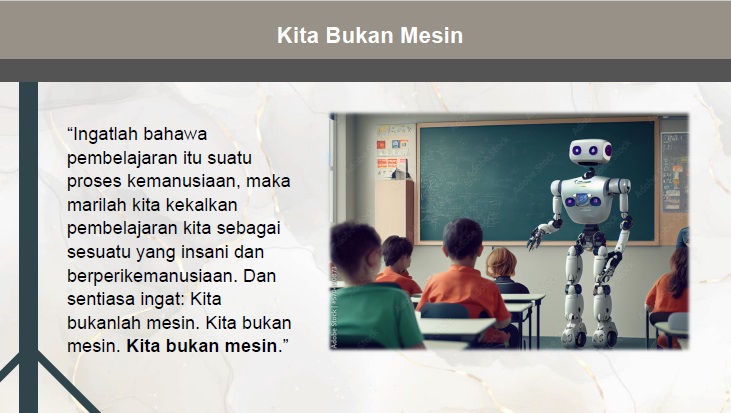 Kita Bukan Mesin
“Ingatlah bahawa
pembelajaran itu suatu
proses kemanusiaan, maka
marilah kita kekalkan
pembelajaran kita sebagai
sesuatu yang insani dan
berperikemanusiaan. Dan
sentiasa ingat: Kita
bukanlah mesin. Kita bukan
mesin. Kita bukan mesin.”
Adobe Stock